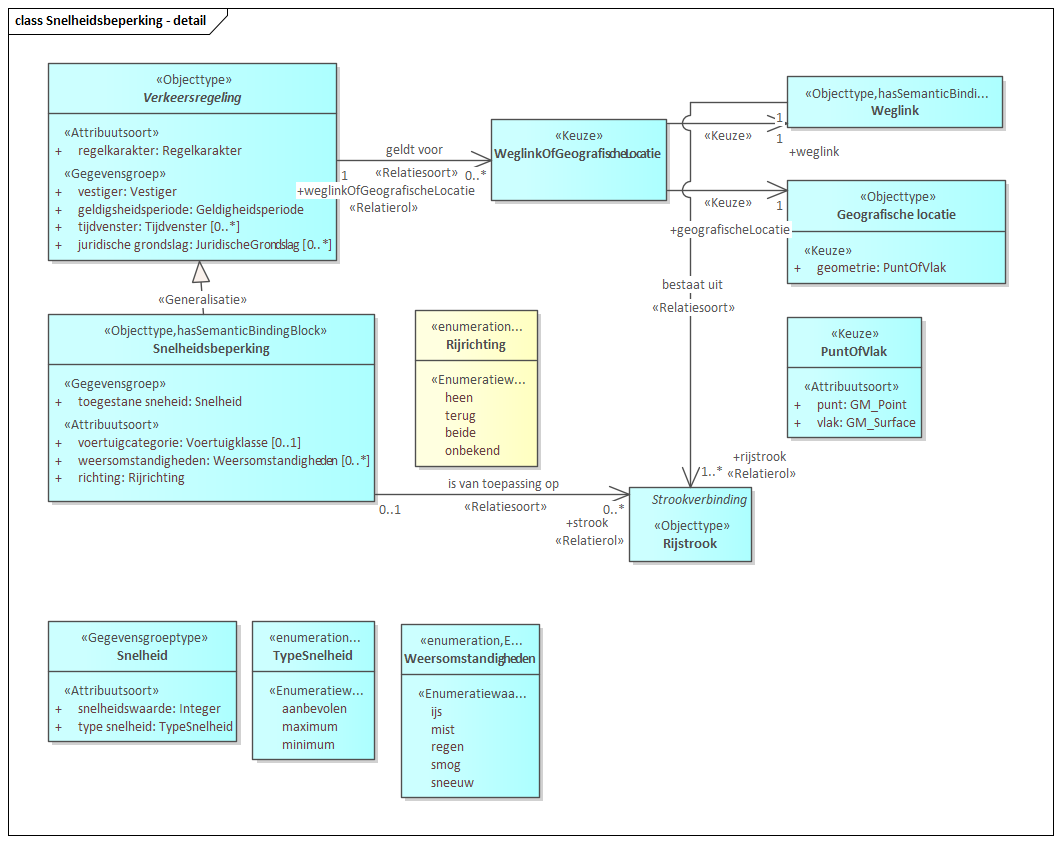 class Snelheidsbeperking - detail
«Objecttype»
Verkeersregeling
«Attribuutsoort»
+ regelkarakter: Regelkarakter
«Gegevensgroep»
+ vestiger: Vestiger
+ geldigsheidsperiode: Geldigheidsperiode
+ tijdvenster: Tijdvenster [0..*]
+ juridische grondslag: JuridischeGrondslag [0..*]
geldt voor
1
«Relatiesoort»
0..*
+weglinkOfGeografischeLocatie
«Relatierol»
«Keuze»
WeglinkOfGeografischeLocatie
«Objecttype,hasSemanticBindi...
Weglink
1
«Keuze»
1
+weglink
«Keuze»
1
+geografischeLocatie
«Objecttype»
Geografische locatie
«Keuze»
+ geometrie: PuntOfVlak
«Generalisatie»
bestaat uit
«Relatiesoort»
«Objecttype,hasSemanticBindingBlock»
Snelheidsbeperking
«Gegevensgroep»
+ toegestane sneheid: Snelheid
«Attribuutsoort»
+ voertuigcategorie: Voertuigklasse [0..1]
+ weersomstandigheden: Weersomstandigheden [0..*]
+ richting: Rijrichting
«enumeration...
Rijrichting
«Enumeratiew...
heen
terug
beide
onbekend
«Keuze»
PuntOfVlak
«Attribuutsoort»
+ punt: GM_Point
+ vlak: GM_Surface
+rijstrook
1..*
«Relatierol»
is van toepassing op
0..1
«Relatiesoort»
0..*
+strook
«Relatierol»
Strookverbinding
«Objecttype»
Rijstrook
«Gegevensgroeptype»
Snelheid
«Attribuutsoort»
+ snelheidswaarde: Integer
+ type snelheid: TypeSnelheid
«enumeration...
TypeSnelheid
«Enumeratiew...
aanbevolen
maximum
minimum
«enumeration,E...
Weersomstandigheden
«Enumeratiewaa...
ijs
mist
regen
smog
sneeuw